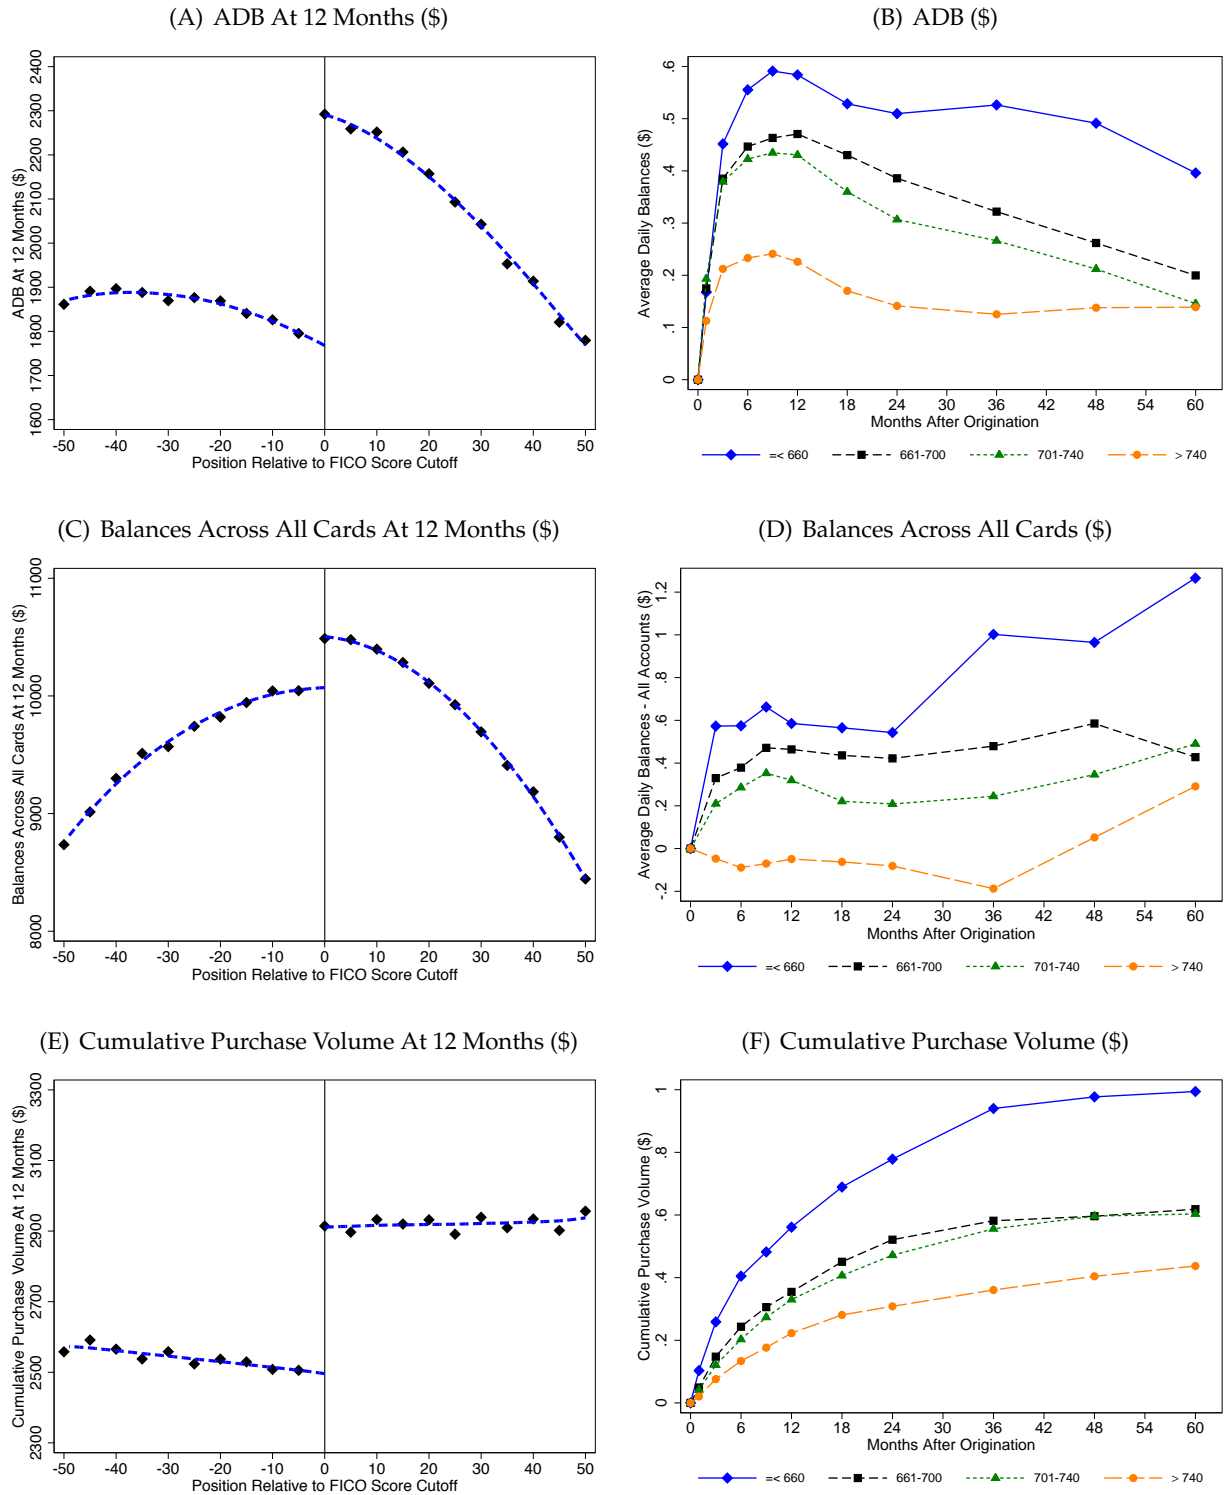 (A) ADB At 12 Months ($)
ADB At 12 Months ($)
2400
2300
2200
2100
2000
1900
1800
1700
1600
-50 -40 -30 -20 -10 0 10 20 30 40 50
Position Relative to FICO Score Cutoff
(B) ADB ($)
Average Daily Balances ($)
.6
.5
.4
.3
.2
.1
0
0 6 12 18 24 30 36 42 48 54 60
Months After Origination
=< 660 661-700 701-740 > 740
(C) Balances Across All Cards At 12 Months ($)
Balances Across All Cards At 12 Months ($)
11000
10000
9000
8000
-50 -40 -30 -20 -10 0 10 20 30 40 50
Position Relative to FICO Score Cutoff
(D) Balances Across All Cards ($)
Average Daily Balances - All Accounts ($)
1.2
1
.8
.6
.4
.2
0
-.2
0 6 12 18 24 30 36 42 48 54 60
Months After Origination
=< 660 661-700 701-740 > 740
(E) Cumulative Purchase Volume At 12 Months ($)
Cumulative Purchase Volume At 12 Months ($)
3300
3100
2900
2700
2500
2300
-50 -40 -30 -20 -10 0 10 20 30 40 50
Position Relative to FICO Score Cutoff
(F) Cumulative Purchase Volume ($)
Cumulative Purchase Volume ($)
1
.8
.6
.4
.2
0
0 6 12 18 24 30 36 42 48 54 60
Months After Origination
=< 660 661-700 701-740 > 740